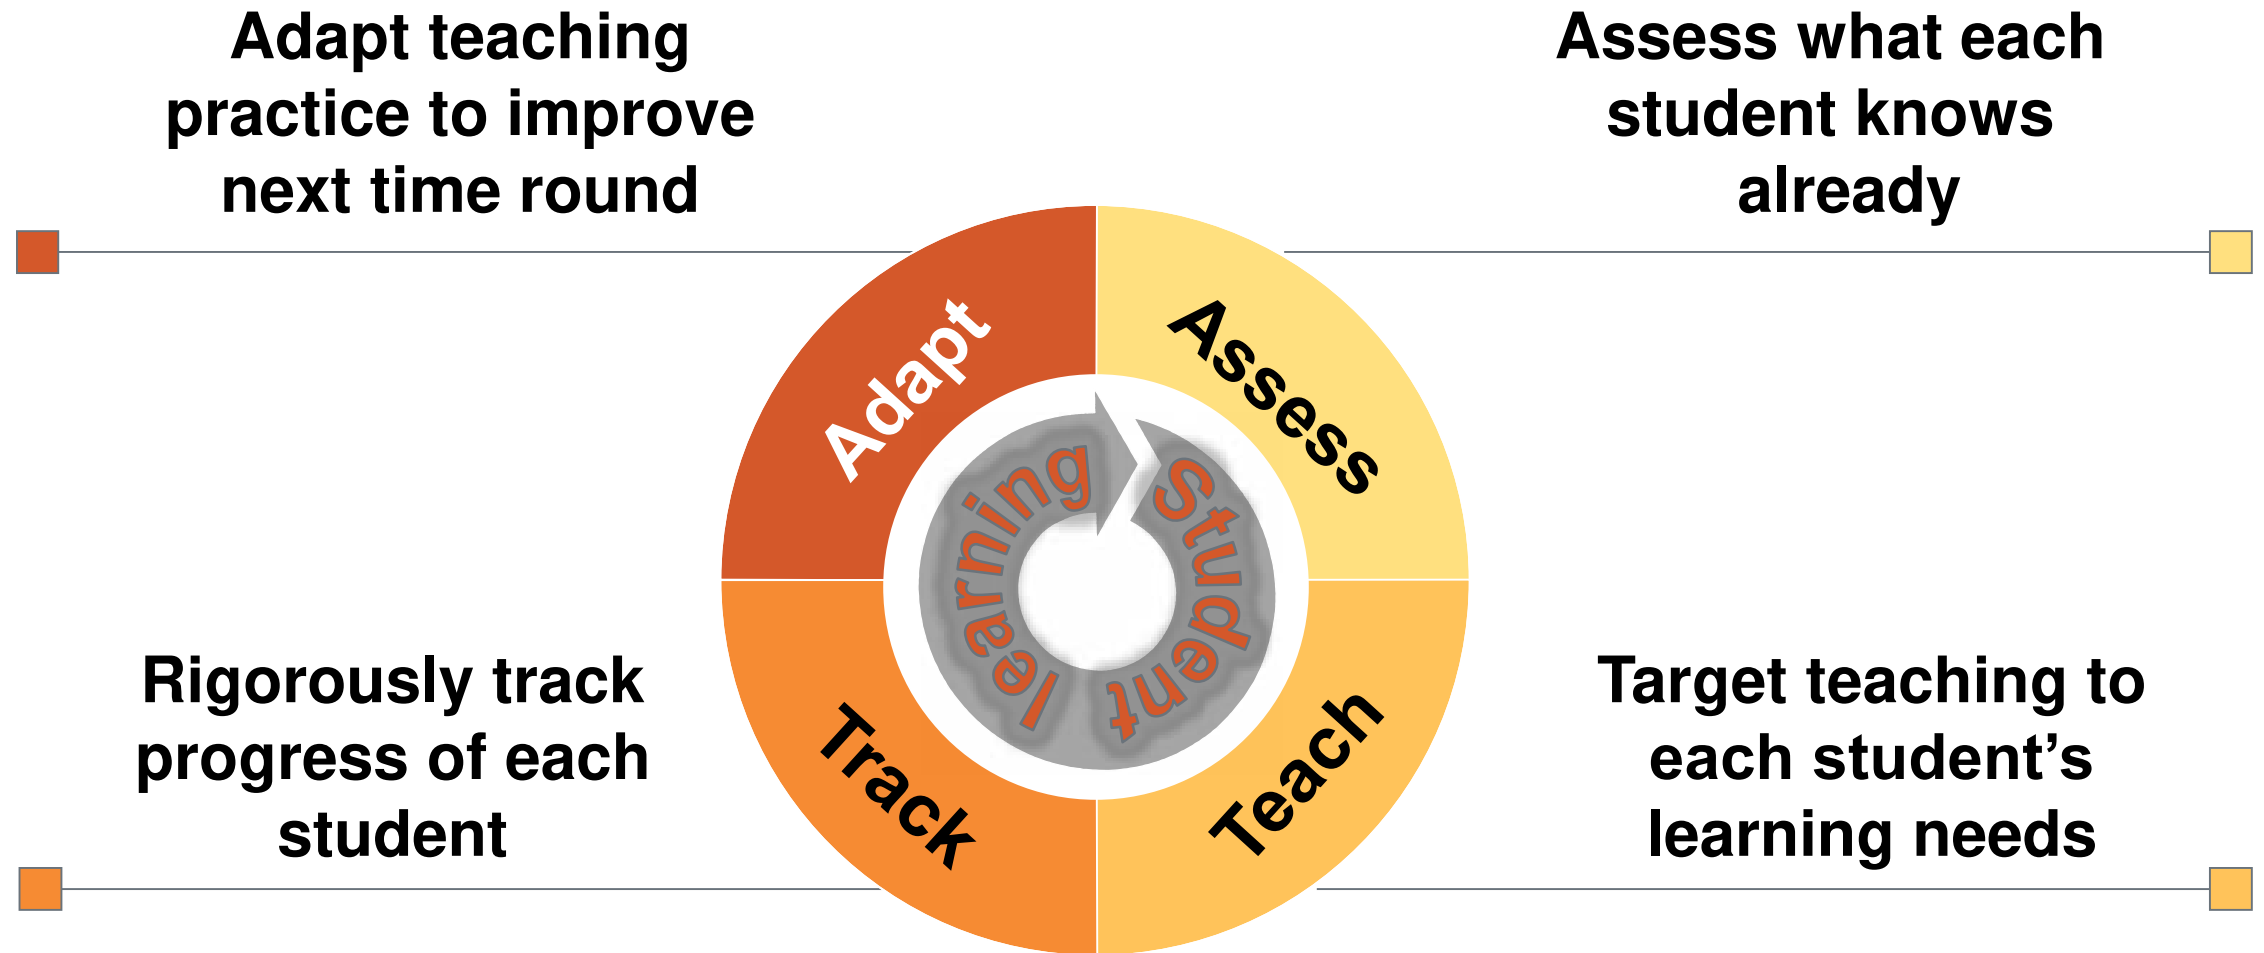 Adapt teaching
practice to improve
next time round
Assess what each
student knows
already
Adapt
Assess
Student
learning
Track
Teach
Rigorously track
progress of each
student
Target teaching to
each student’s
learning needs